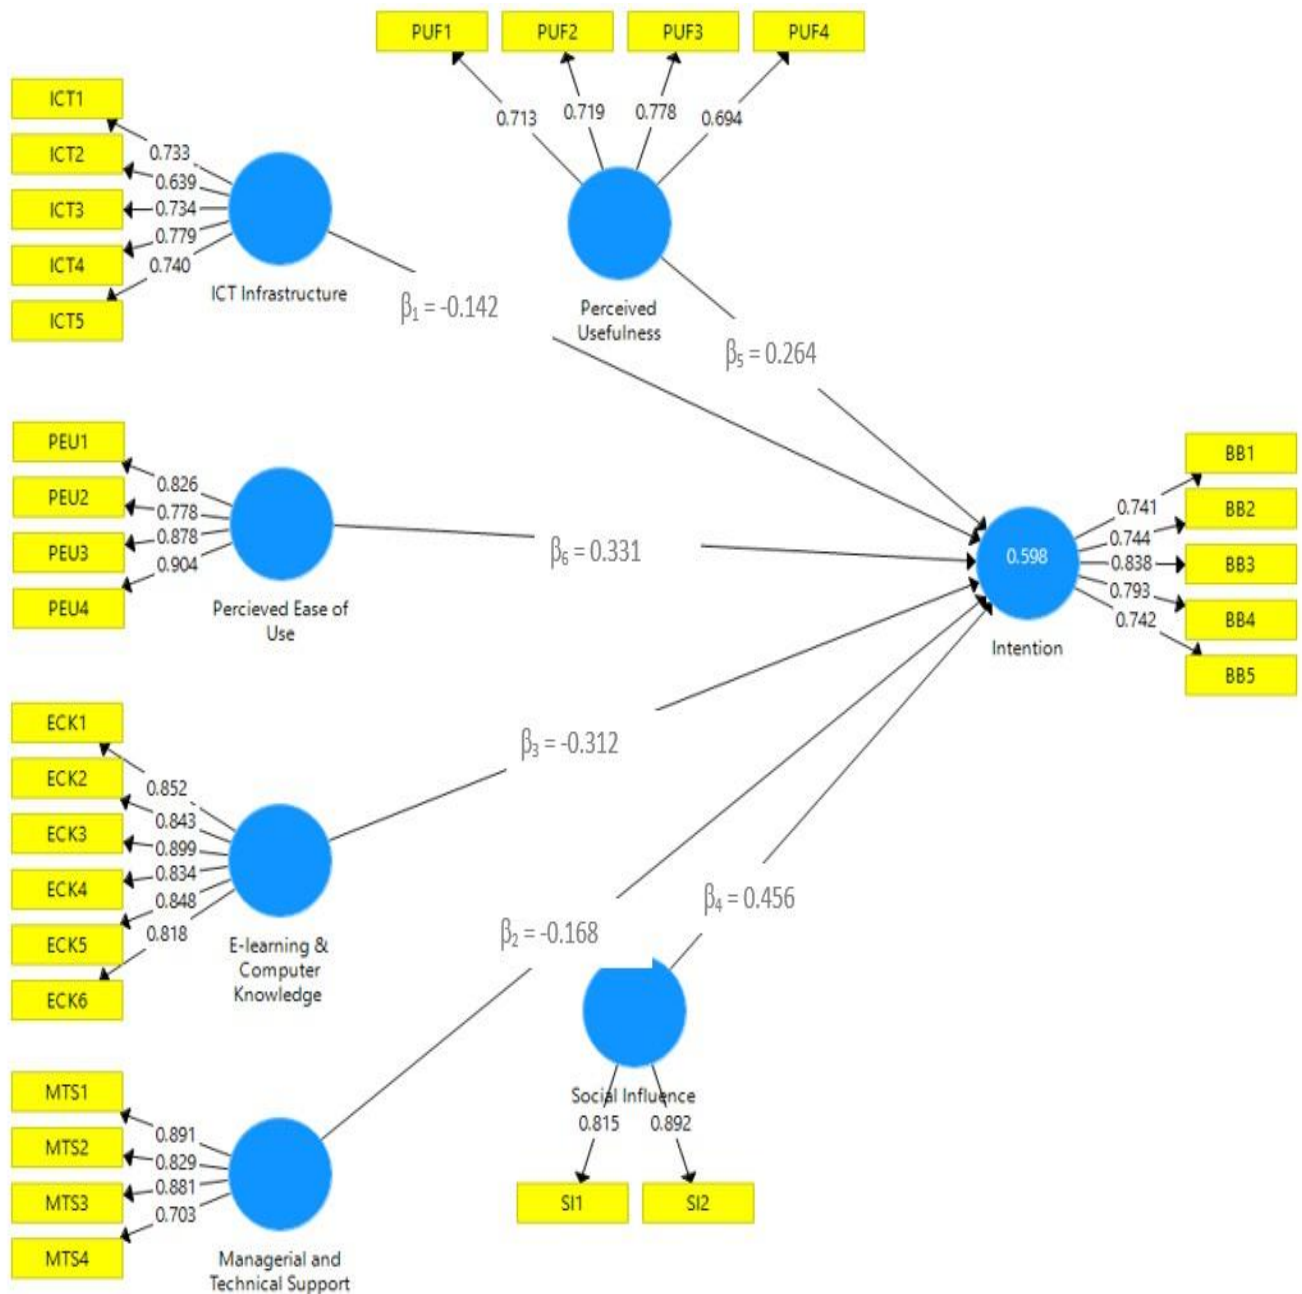 PUF1 PUF2 PUF3 PUF4
0.713 0.719 0.778 0.694
Perceived
Usefulness
ICT1
ICT2
ICT3
ICT4
ICT5
0.733
0.639
0.734
0.779
0.740
ICT Infrastructure
β₁ = -0.142
β₅ = 0.264
PEU1
PEU2
PEU3
PEU4
0.826
0.778
0.878
0.904
Percieved Ease of
Use
β₆ = 0.331
0.598
Intention
0.741
0.744
0.838
0.793
0.742
BB1
BB2
BB3
BB4
BB5
ECK1
ECK2
ECK3
ECK4
ECK5
ECK6
0.852
0.843
0.899
0.834
0.848
0.818
E-learning &
Computer
Knowledge
β₃ = -0.312
β₂ = -0.168
β₄ = 0.456
MTS1
MTS2
MTS3
MTS4
0.891
0.829
0.881
0.703
Managerial and
Technical Support
Social Influence
0.815 0.892
SI1 SI2